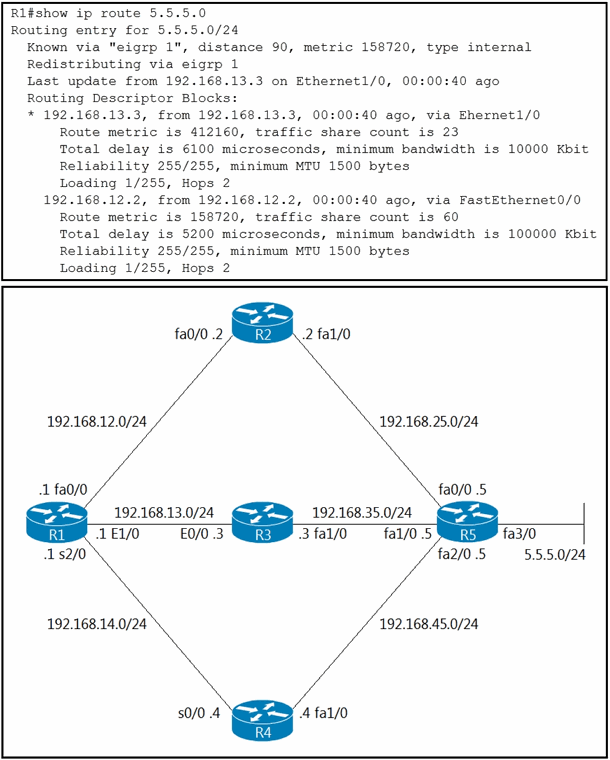 R1#show ip route 5.5.5.0
Routing entry for 5.5.5.0/24
Known via "eigrp 1", distance 90, metric 158720, type internal
Redistributing via eigrp 1
Last update from 192.168.13.3 on Ethernet1/0, 00:00:40 ago
Routing Descriptor Blocks:
* 192.168.13.3, from 192.168.13.3, 00:00:40 ago, via Ehernet1/0
Route metric is 412160, traffic share count is 23
Total delay is 6100 microseconds, minimum bandwidth is 10000 Kbit
Reliability 255/255, minimum MTU 1500 bytes
Loading 1/255, Hops 2
192.168.12.2, from 192.168.12.2, 00:00:40 ago, via FastEthernet0/0
Route metric is 158720, traffic share count is 60
Total delay is 5200 microseconds, minimum bandwidth is 100000 Kbit
Reliability 255/255, minimum MTU 1500 bytes
Loading 1/255, Hops 2
fa0/0 .2
R2
.2 fa1/0
192.168.12.0/24
192.168.25.0/24
.1 fa0/0
fa0/0 .5
192.168.13.0/24
192.168.35.0/24
R1
.1 E1/0
E0/0 .3
R3
.3 fa1/0
fa1/0 .5
R5
fa3/0
.1 s2/0
fa2/0 .5
5.5.5.0/24
192.168.14.0/24
192.168.45.0/24
s0/0 .4
R4
.4 fa1/0